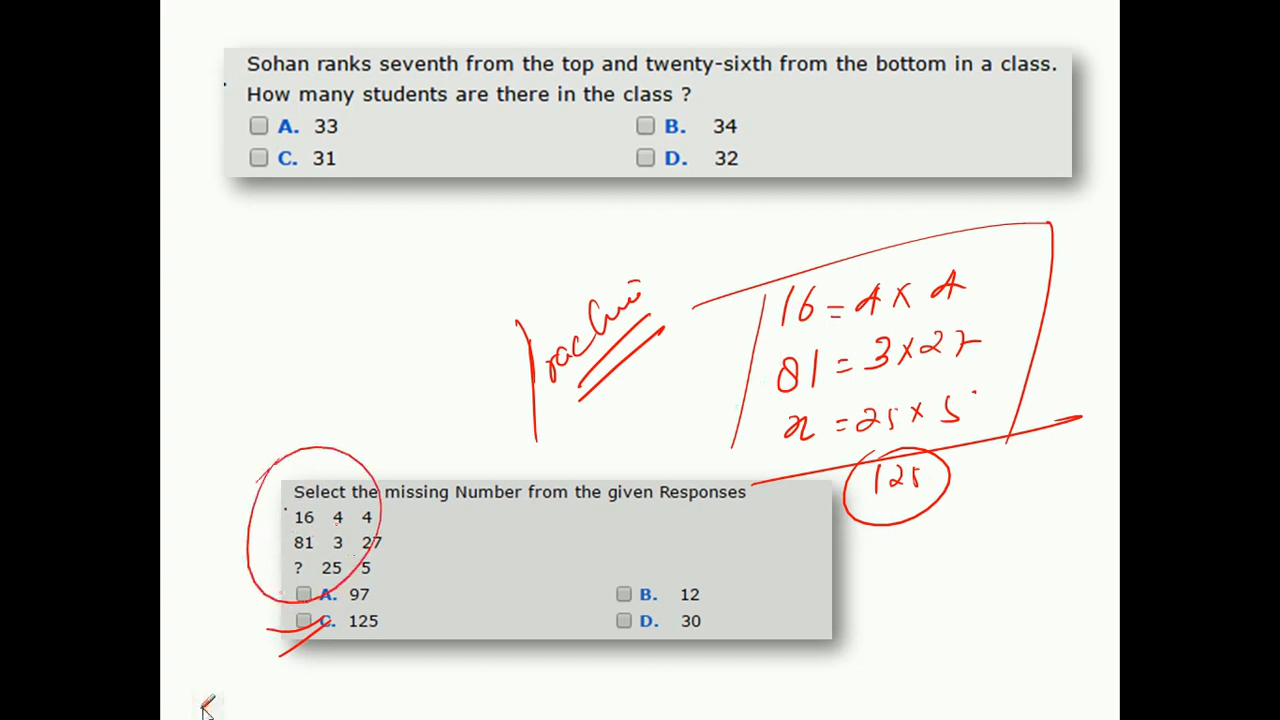 Sohan ranks seventh from the top and twenty-sixth from the bottom in a class.
How many students are there in the class ?
A. 33 B. 34
C. 31 D. 32
16 = 4 x 4
81 = 3 x 27
x = 25 x 5
125
Select the missing Number from the given Responses
16 4 4
81 3 27
? 25 5
A. 97 B. 12
C. 125 D. 30